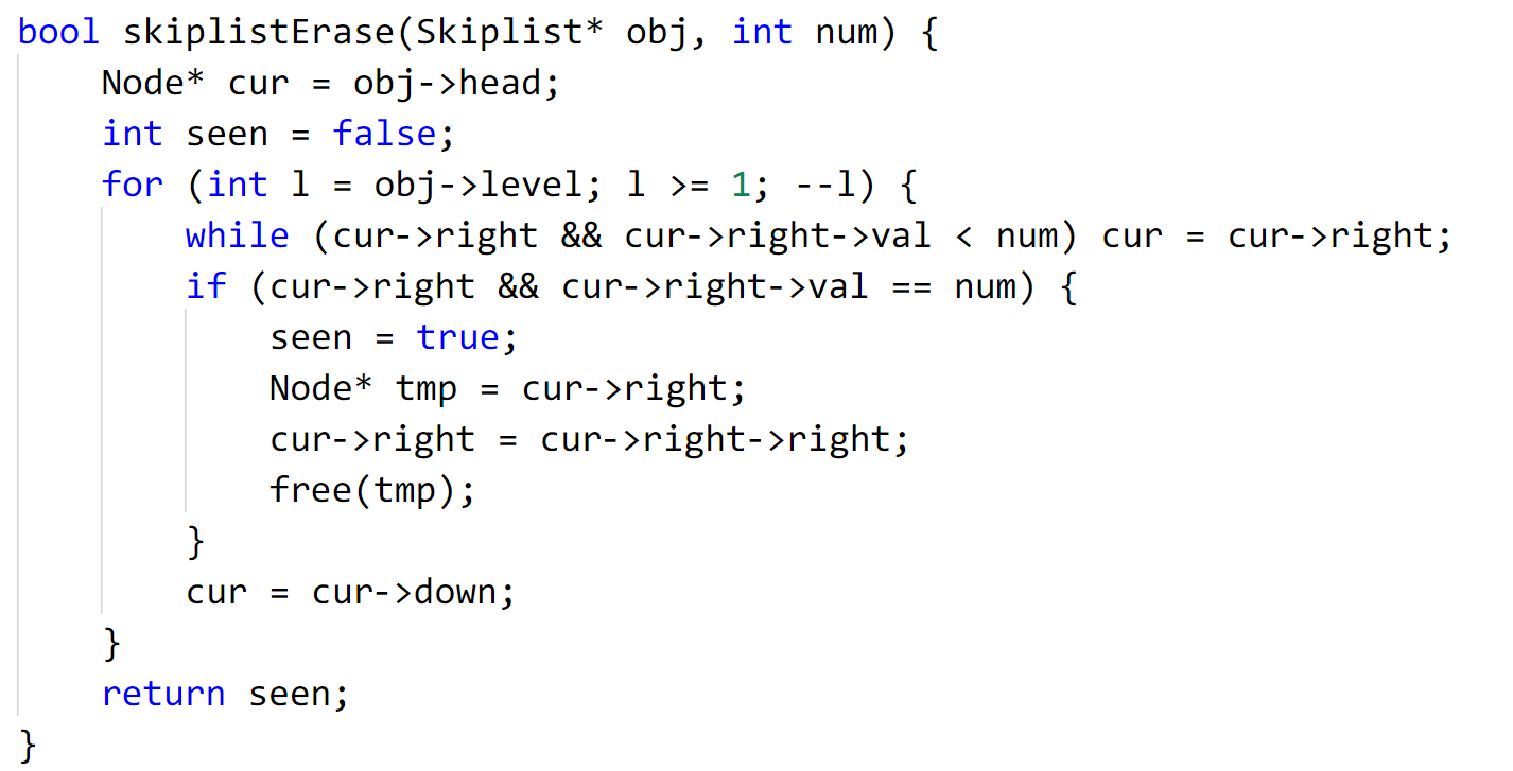 bool skiplistErase(Skiplist* obj, int num) {
    Node* cur = obj->head;
    int seen = false;
    for (int l = obj->level; l >= 1; --l) {
        while (cur->right && cur->right->val < num) cur = cur->right;
        if (cur->right && cur->right->val == num) {
            seen = true;
            Node* tmp = cur->right;
            cur->right = cur->right->right;
            free(tmp);
        }
        cur = cur->down;
    }
    return seen;
}